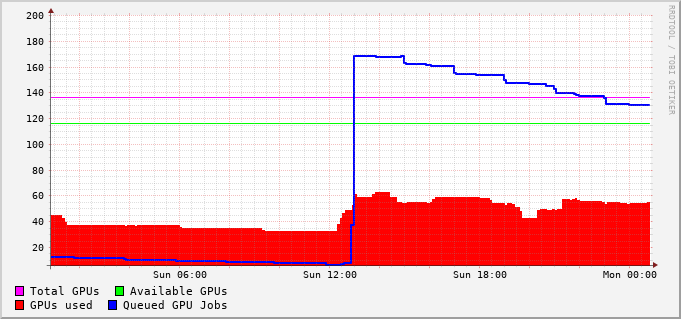 200
180
160
140
120
100
80
60
40
20
Sun 06:00 Sun 12:00 Sun 18:00 Mon 00:00
Total GPUs Available GPUs
GPUs used Queued GPU Jobs
RRDTOOL / TOBI OETIKER